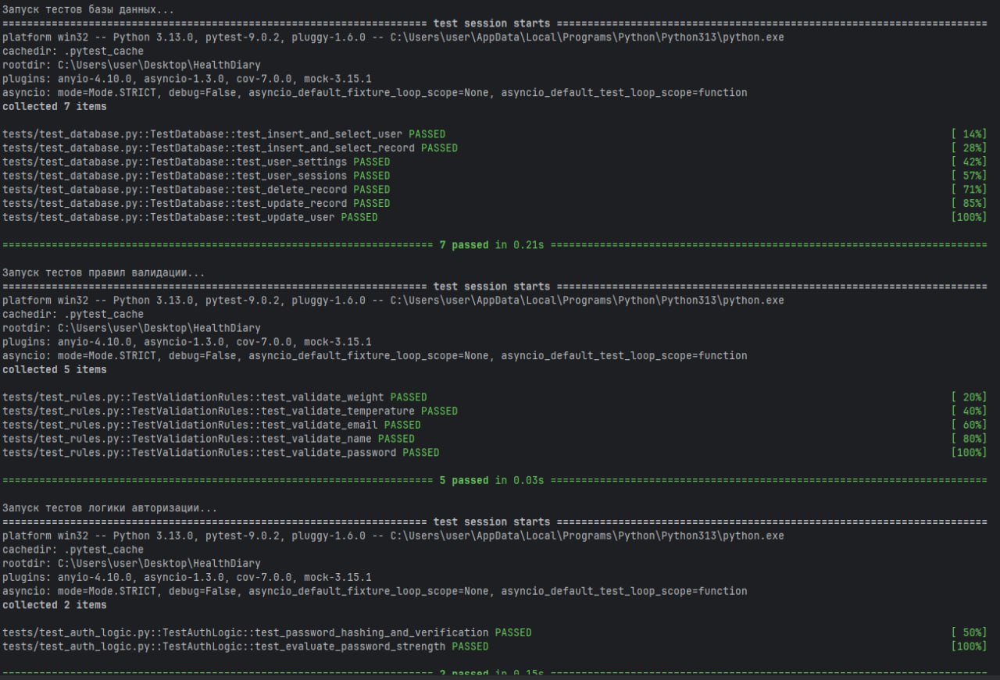 Запуск тестов базы данных...
===================================================================== test session starts ======================================================================
platform win32 -- Python 3.13.0, pytest-9.0.2, pluggy-1.6.0 -- C:\Users\user\AppData\Local\Programs\Python\Python313\python.exe
cachedir: .pytest_cache
rootdir: C:\Users\user\Desktop\HealthDiary
plugins: anyio-4.10.0, asyncio-1.3.0, cov-7.0.0, mock-3.15.1
asyncio: mode=Mode.STRICT, debug=False, asyncio_default_fixture_loop_scope=None, asyncio_default_test_loop_scope=function
collected 7 items
tests/test_database.py::TestDatabase::test_insert_and_select_user PASSED [ 14%]
tests/test_database.py::TestDatabase::test_insert_and_select_record PASSED [ 28%]
tests/test_database.py::TestDatabase::test_user_settings PASSED [ 42%]
tests/test_database.py::TestDatabase::test_user_sessions PASSED [ 57%]
tests/test_database.py::TestDatabase::test_delete_record PASSED [ 71%]
tests/test_database.py::TestDatabase::test_update_record PASSED [ 85%]
tests/test_database.py::TestDatabase::test_update_user PASSED [100%]
====================================================================== 7 passed in 0.21s =======================================================================
Запуск тестов правил валидации...
===================================================================== test session starts ======================================================================
platform win32 -- Python 3.13.0, pytest-9.0.2, pluggy-1.6.0 -- C:\Users\user\AppData\Local\Programs\Python\Python313\python.exe
cachedir: .pytest_cache
rootdir: C:\Users\user\Desktop\HealthDiary
plugins: anyio-4.10.0, asyncio-1.3.0, cov-7.0.0, mock-3.15.1
asyncio: mode=Mode.STRICT, debug=False, asyncio_default_fixture_loop_scope=None, asyncio_default_test_loop_scope=function
collected 5 items
tests/test_rules.py::TestValidationRules::test_validate_weight PASSED [ 20%]
tests/test_rules.py::TestValidationRules::test_validate_temperature PASSED [ 40%]
tests/test_rules.py::TestValidationRules::test_validate_email PASSED [ 60%]
tests/test_rules.py::TestValidationRules::test_validate_name PASSED [ 80%]
tests/test_rules.py::TestValidationRules::test_validate_password PASSED [100%]
====================================================================== 5 passed in 0.03s =======================================================================
Запуск тестов логики авторизации...
===================================================================== test session starts ======================================================================
platform win32 -- Python 3.13.0, pytest-9.0.2, pluggy-1.6.0 -- C:\Users\user\AppData\Local\Programs\Python\Python313\python.exe
cachedir: .pytest_cache
rootdir: C:\Users\user\Desktop\HealthDiary
plugins: anyio-4.10.0, asyncio-1.3.0, cov-7.0.0, mock-3.15.1
asyncio: mode=Mode.STRICT, debug=False, asyncio_default_fixture_loop_scope=None, asyncio_default_test_loop_scope=function
collected 2 items
tests/test_auth_logic.py::TestAuthLogic::test_password_hashing_and_verification PASSED [ 50%]
tests/test_auth_logic.py::TestAuthLogic::test_evaluate_password_strength PASSED [100%]
====================================================================== 2 passed in 0.15s =======================================================================